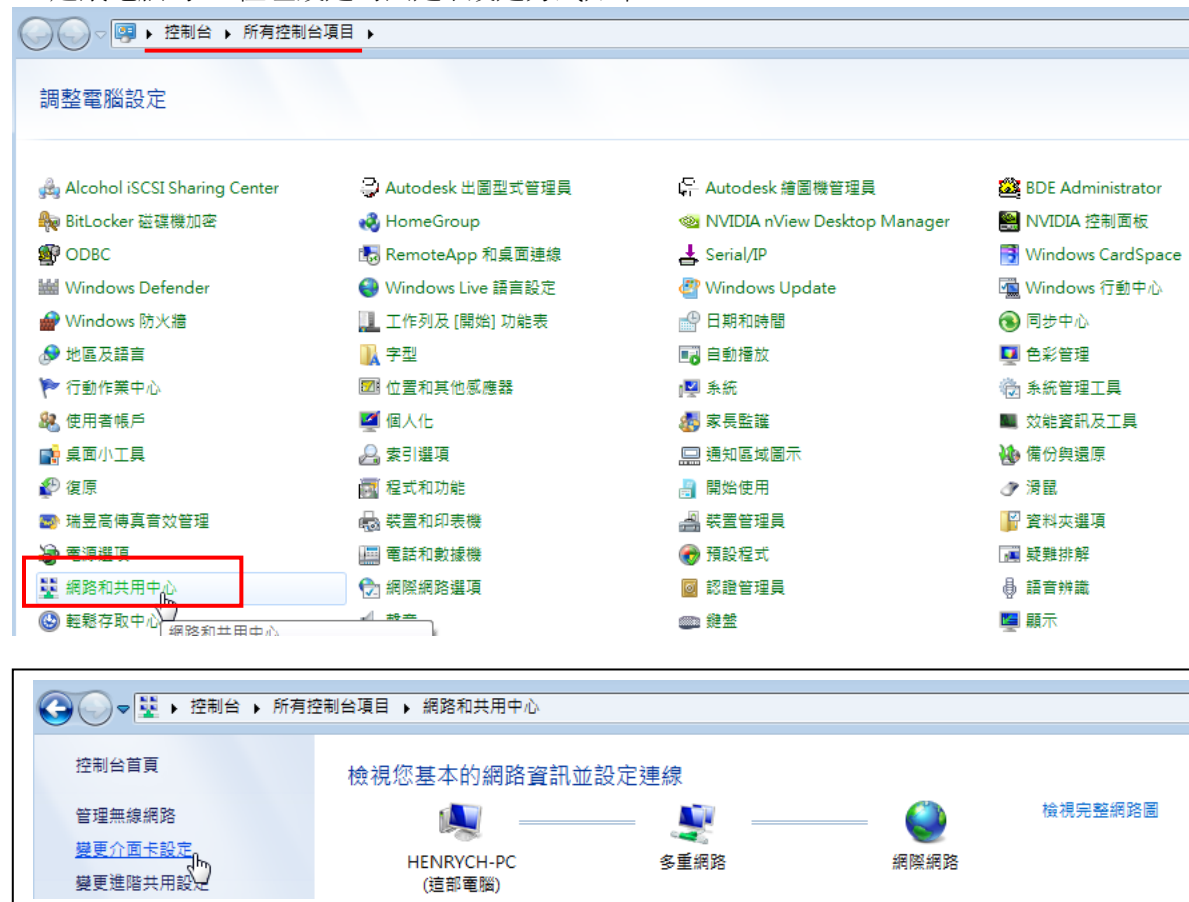 控制台 ▸ 所有控制台項目 ▸
調整電腦設定
Alcohol iSCSI Sharing Center Autodesk 出圖型式管理員 Autodesk 繪圖機管理員 BDE Administrator
BitLocker 磁碟機加密 HomeGroup NVIDIA nView Desktop Manager NVIDIA 控制面板
ODBC RemoteApp 和桌面連線 Serial/IP Windows CardSpace
Windows Defender Windows Live 語言設定 Windows Update Windows 行動中心
Windows 防火牆 工作列及 [開始] 功能表 日期和時間 同步中心
地區及語言 字型 自動播放 色彩管理
行動作業中心 位置和其他感應器 系統 系統管理工具
使用者帳戶 個人化 家長監護 效能資訊及工具
桌面小工具 索引選項 通知區域圖示 備份與還原
復原 程式和功能 開始使用 滑鼠
瑞昱高傳真音效管理 裝置和印表機 裝置管理員 資料夾選項
電源選項 電話和數據機 預設程式 疑難排解
網路和共用中心 網際網路選項 認證管理員 語音辨識
輕鬆存取中心 聲音 鍵盤 顯示
網路和共用中心
控制台 ▸ 所有控制台項目 ▸ 網路和共用中心
控制台首頁
檢視您基本的網路資訊並設定連線
管理無線網路
檢視完整網路圖
變更介面卡設定
HENRYCH-PC 多重網路 網際網路
(這部電腦)
變更進階共用設定